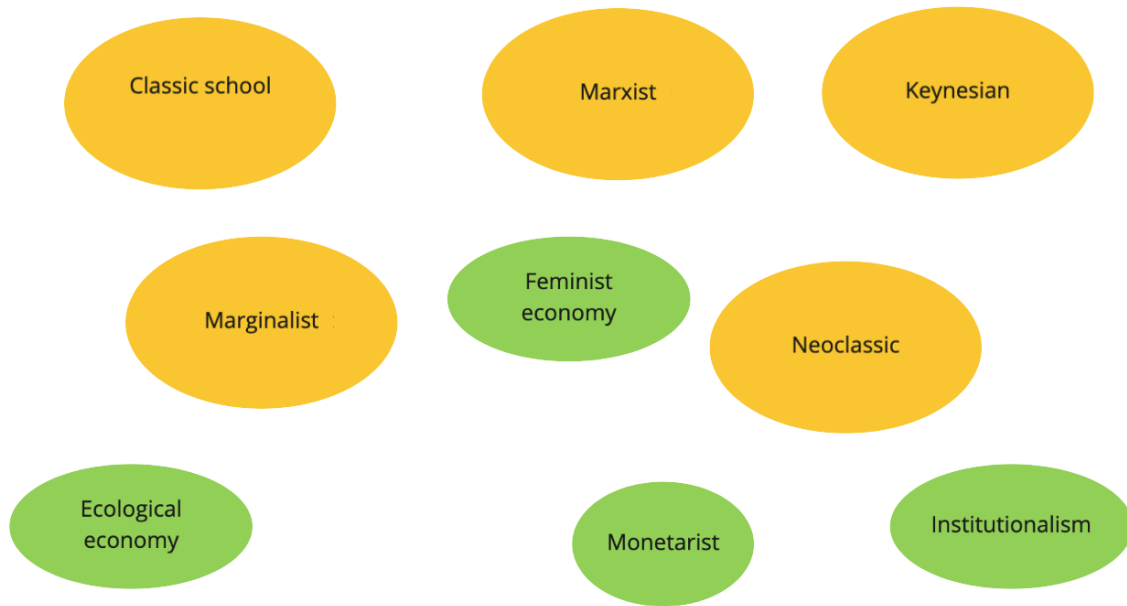 Classic school
Marxist
Keynesian
Feminist
economy
Marginalist
Neoclassic
Ecological
economy
Monetarist
Institutionalism